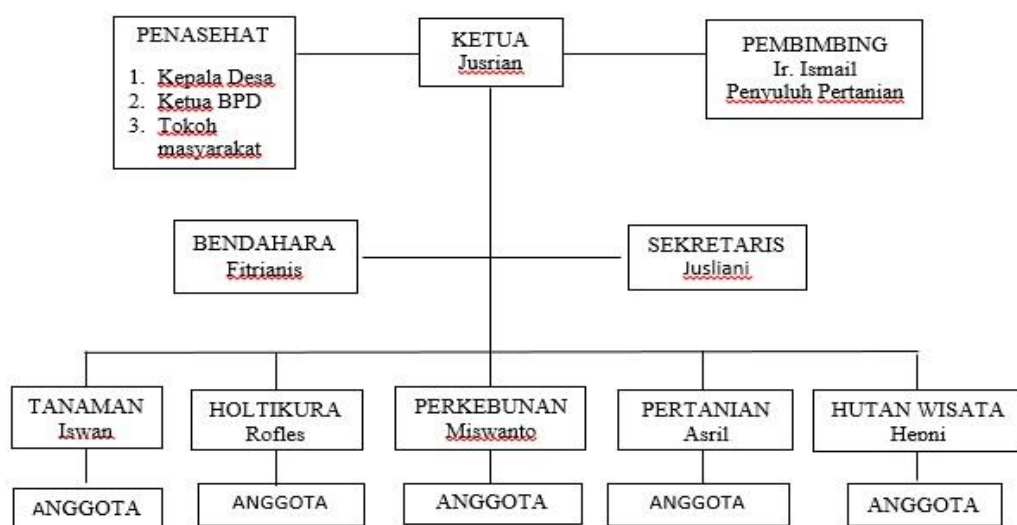 PENASEHAT
1. Kepala Desa
2. Ketua BPD
3. Tokoh
masyarakat
KETUA
Jusrian
PEMBIMBING
Ir. Ismail
Penyuluh Pertanian
BENDAHARA
Fitrianis
SEKRETARIS
Jusliani
TANAMAN
Iswan
HOLTIKURA
Rofles
PERKEBUNAN
Miswanto
PERTANIAN
Asril
HUTAN WISATA
Hepni
ANGGOTA
ANGGOTA
ANGGOTA
ANGGOTA
ANGGOTA